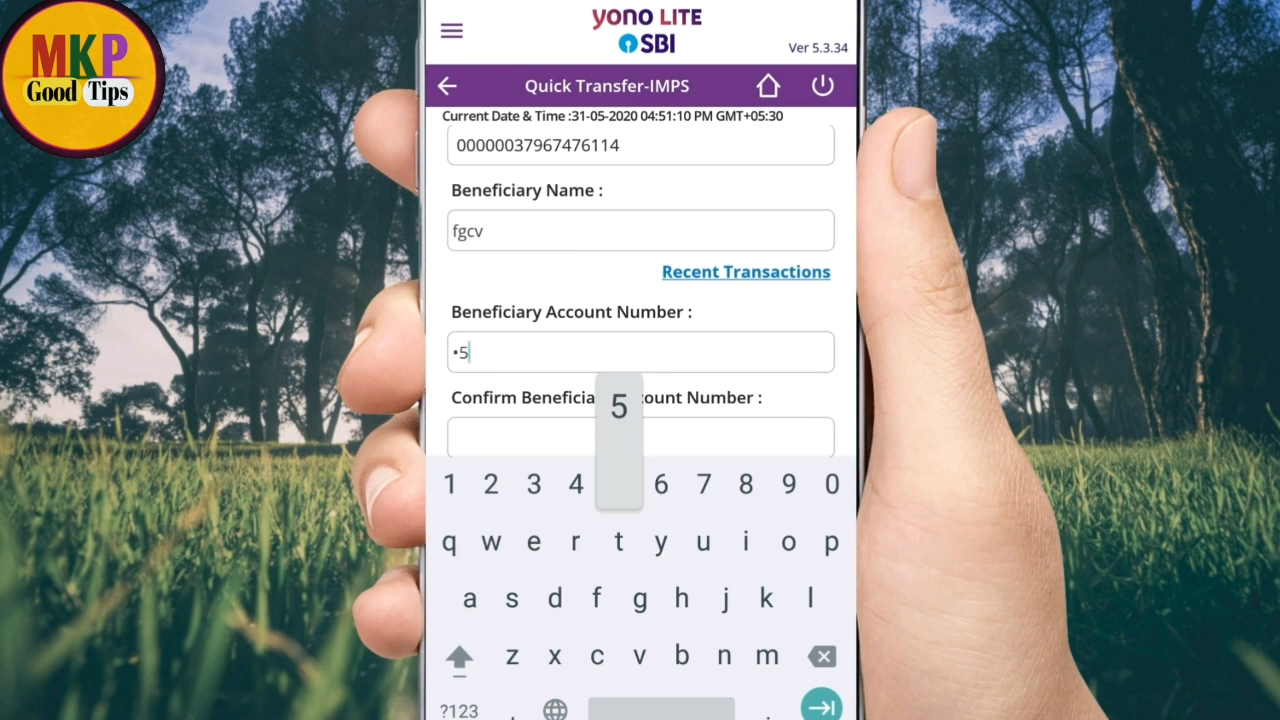 MKP
Good Tips
yono LITE
SBI
Ver 5.3.34
Quick Transfer-IMPS
Current Date & Time :31-05-2020 04:51:10 PM GMT+05:30
00000037967476114
Beneficiary Name :
fgcv
Recent Transactions
Beneficiary Account Number :
•5
Confirm Beneficia ount Number :
5
1 2 3 4 6 7 8 9 0
q w e r t y u i o p
a s d f g h j k l
z x c v b n m
?123 , .